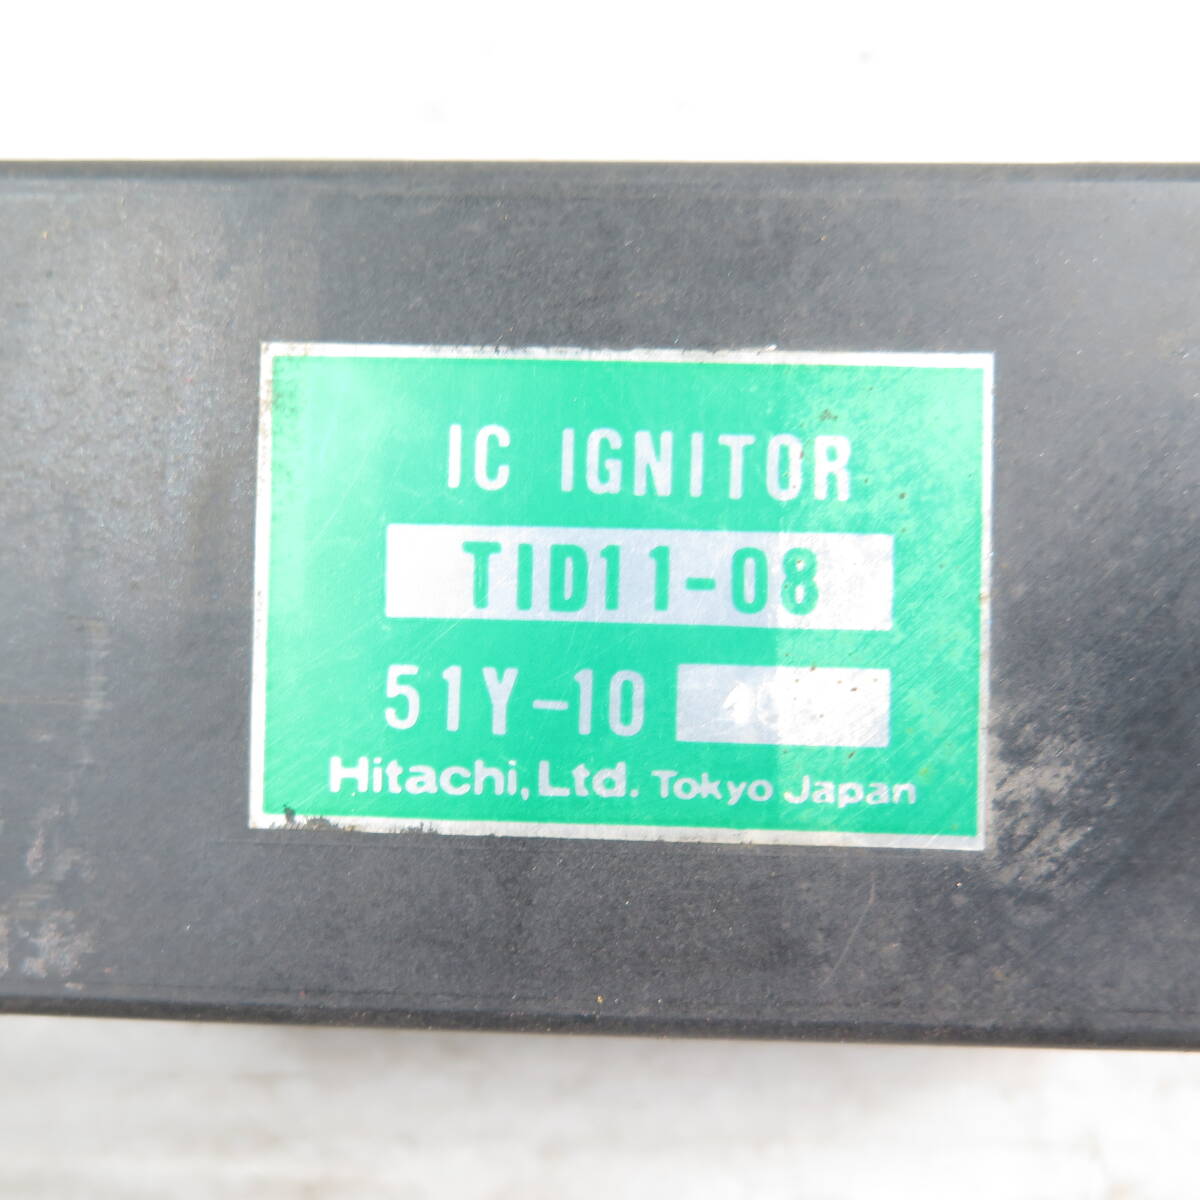 IC IGNITOR
TID11-08
51Y-10
Hitachi, Ltd. Tokyo Japan